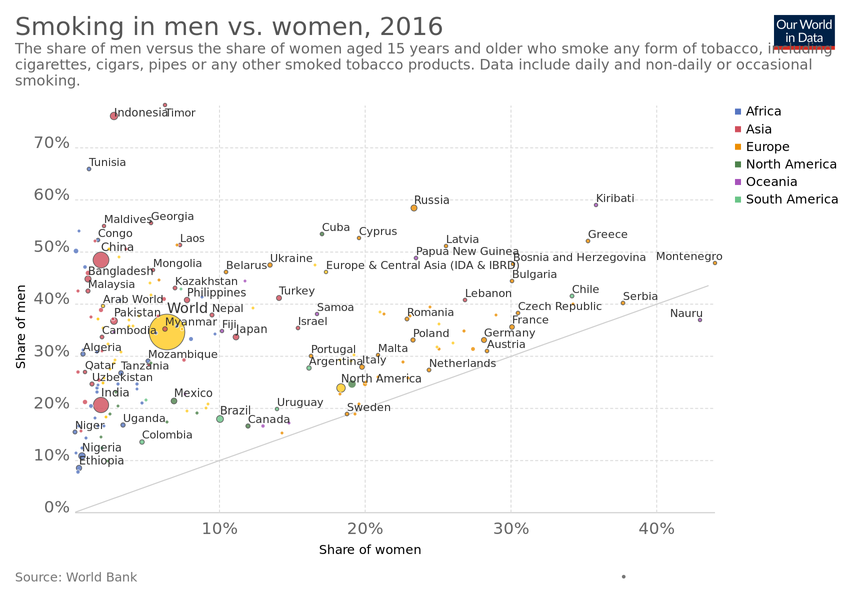 Smoking in men vs. women, 2016
Our World
in Data
The share of men versus the share of women aged 15 years and older who smoke any form of tobacco, including
cigarettes, cigars, pipes or any other smoked tobacco products. Data include daily and non-daily or occasional
smoking.
Africa
Asia
Europe
North America
Oceania
South America
Share of men
70%
60%
50%
40%
30%
20%
10%
0%
Indonesia
Timor
Tunisia
Russia
Kiribati
Maldives
Georgia
Congo
Laos
Cuba
Cyprus
Latvia
Greece
China
Papua New Guinea
Bosnia and Herzegovina
Montenegro
Bangladesh
Mongolia
Belarus
Ukraine
Europe & Central Asia (IDA & IBRD)
Bulgaria
Malaysia
Kazakhstan
Philippines
Turkey
Lebanon
Chile
Serbia
Arab World
World
Nepal
Samoa
Romania
Czech Republic
Nauru
Pakistan
Myanmar
Fiji
Israel
France
Cambodia
Japan
Poland
Germany
Austria
Algeria
Mozambique
Portugal
Malta
Argentina
Italy
Netherlands
Qatar
Tanzania
Uzbekistan
North America
India
Mexico
Brazil
Uruguay
Sweden
Niger
Uganda
Canada
Colombia
Nigeria
Ethiopia
10%
20%
30%
40%
Share of women
Source: World Bank